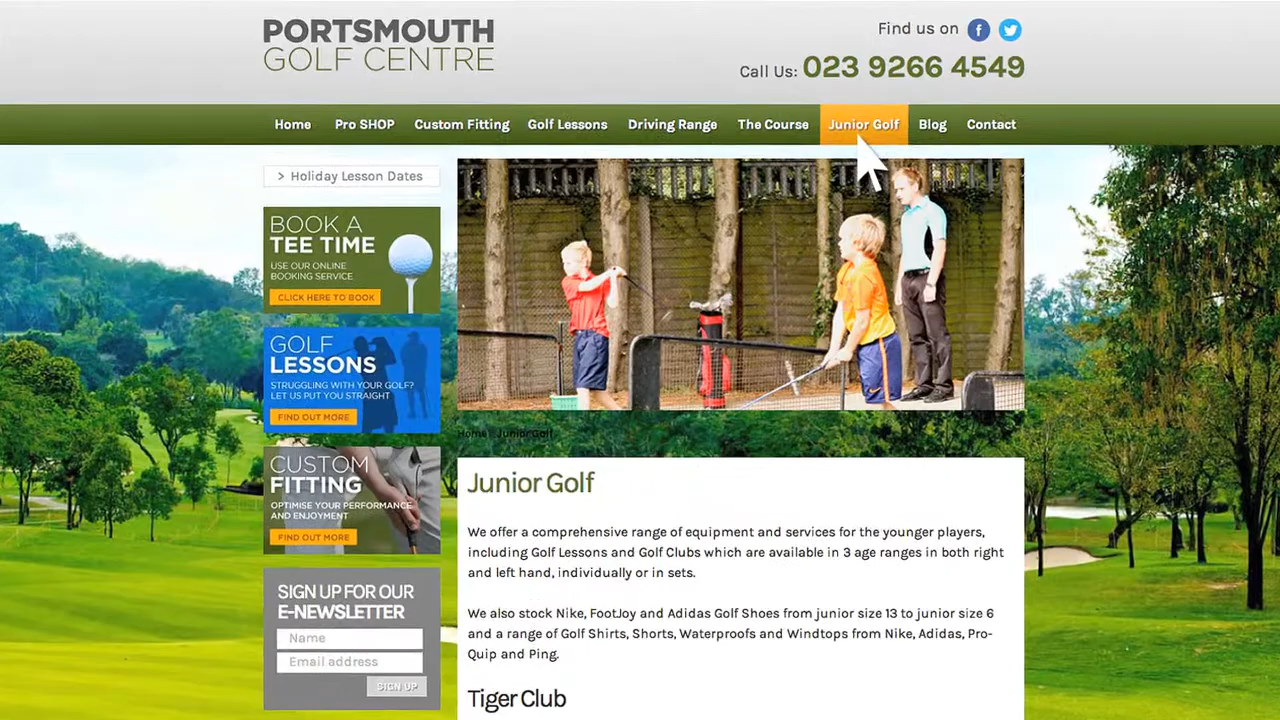 PORTSMOUTH
GOLF CENTRE
Find us on
Call Us: 023 9266 4549
Home Pro SHOP Custom Fitting Golf Lessons Driving Range The Course Junior Golf Blog Contact
> Holiday Lesson Dates
BOOK A
TEE TIME
USE OUR ONLINE
BOOKING SERVICE
CLICK HERE TO BOOK
GOLF
LESSONS
STRUGGLING WITH YOUR GOLF?
LET US PUT YOU STRAIGHT
FIND OUT MORE
CUSTOM
FITTING
OPTIMISE YOUR PERFORMANCE
AND ENJOYMENT
FIND OUT MORE
SIGN UP FOR OUR
E-NEWSLETTER
Name
Email address
SIGN UP
Home Junior Golf
Junior Golf
We offer a comprehensive range of equipment and services for the younger players,
including Golf Lessons and Golf Clubs which are available in 3 age ranges in both right
and left hand, individually or in sets.
We also stock Nike, FootJoy and Adidas Golf Shoes from junior size 13 to junior size 6
and a range of Golf Shirts, Shorts, Waterproofs and Windtops from Nike, Adidas, Pro-
Quip and Ping.
Tiger Club